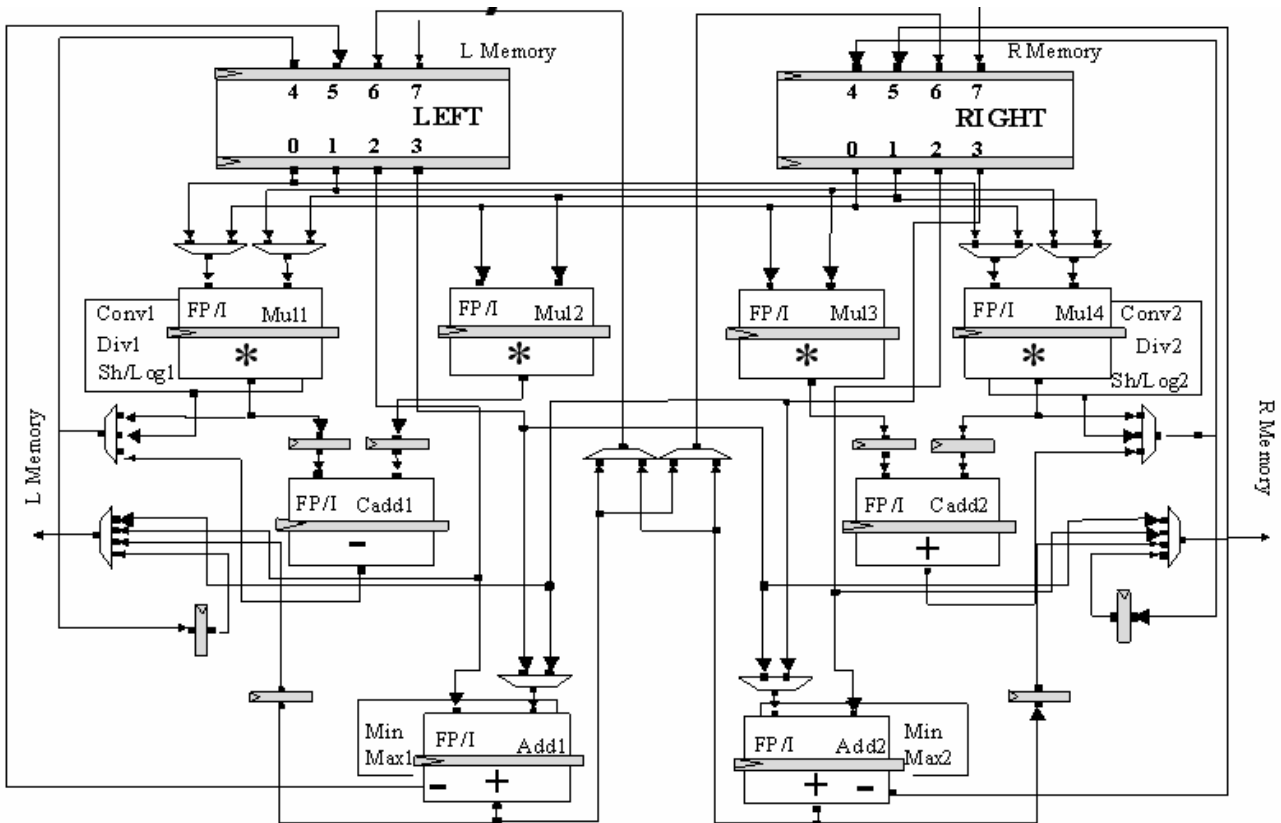 L Memory
R Memory
4 5 6 7
LEFT
0 1 2 3
4 5 6 7
RIGHT
0 1 2 3
Conv1
Div1
Sh/Log1
FP/I Mul1
*
FP/I Mul2
*
FP/I Mul3
*
FP/I Mul4
*
Conv2
Div2
Sh/Log2
L Memory
R Memory
FP/I Cadd1
-
FP/I Cadd2
+
Min
Max1
FP/I Add1
- +
FP/I Add2
+ -
Min
Max2